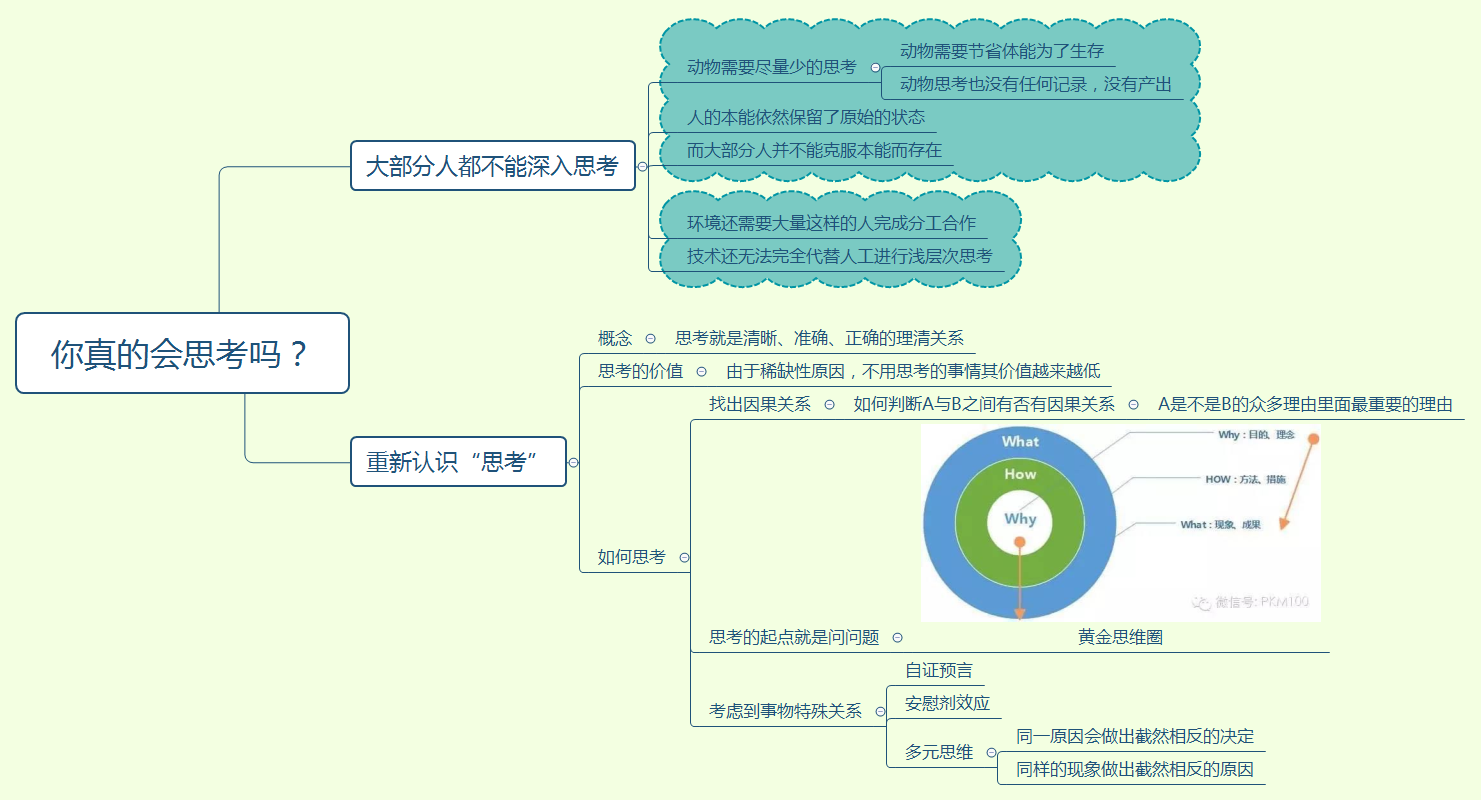 你真的会思考吗？
大部分人都不能深入思考
动物需要尽量少的思考
动物需要节省体能为了生存
动物思考也没有任何记录，没有产出
人的本能依然保留了原始的状态
而大部分人并不能克服本能而存在
环境还需要大量这样的人完成分工合作
技术还无法完全代替人工进行浅层次思考
重新认识“思考”
概念
思考就是清晰、准确、正确的理清关系
思考的价值
由于稀缺性原因，不用思考的事情其价值越来越低
如何思考
找出因果关系
如何判断A与B之间有否有因果关系
A是不是B的众多理由里面最重要的理由
What
How
Why
Why：目的、理念
HOW：方法、措施
What：现象、成果
微信号: PKM100
思考的起点就是问问题
黄金思维圈
考虑到事物特殊关系
自证预言
安慰剂效应
多元思维
同一原因会做出截然相反的决定
同样的现象做出截然相反的原因